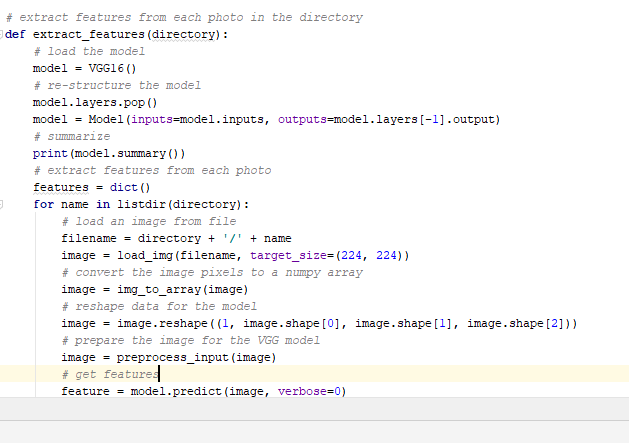 # extract features from each photo in the directory
def extract_features(directory):
# load the model
model = VGG16()
# re-structure the model
model.layers.pop()
model = Model(inputs=model.inputs, outputs=model.layers[-1].output)
# summarize
print(model.summary())
# extract features from each photo
features = dict()
for name in listdir(directory):
# load an image from file
filename = directory + '/' + name
image = load_img(filename, target_size=(224, 224))
# convert the image pixels to a numpy array
image = img_to_array(image)
# reshape data for the model
image = image.reshape((1, image.shape[0], image.shape[1], image.shape[2]))
# prepare the image for the VGG model
image = preprocess_input(image)
# get features
feature = model.predict(image, verbose=0)